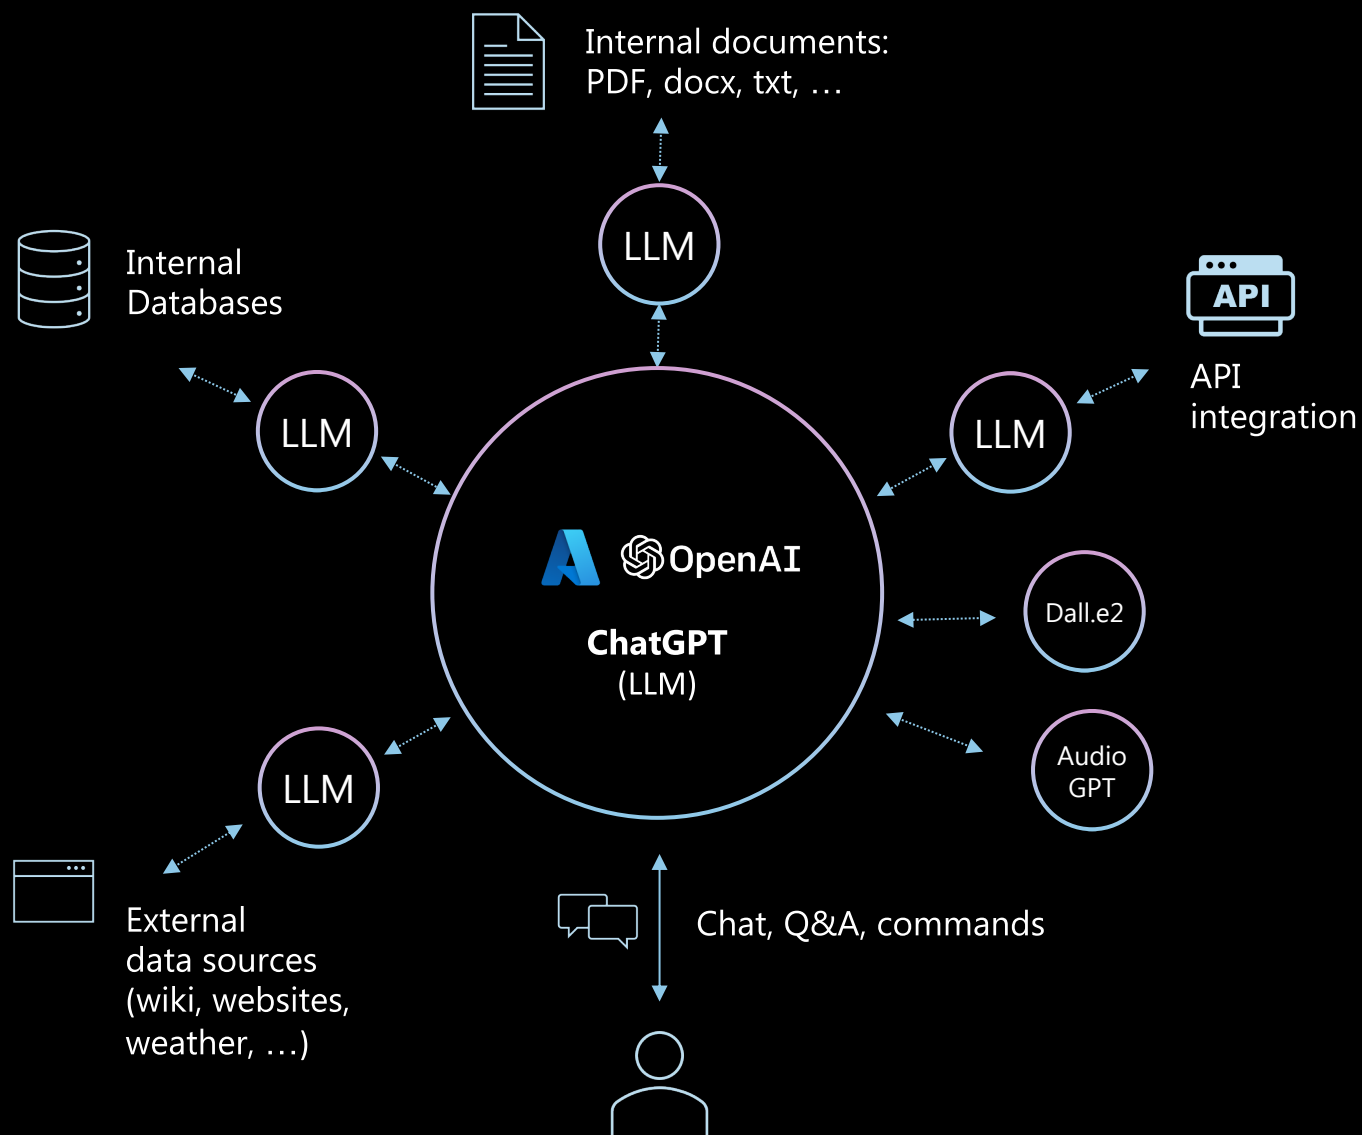 Internal documents:
PDF, docx, txt, ...
LLM
Internal
Databases
LLM
API
API
integration
LLM
OpenAI
ChatGPT
(LLM)
Dall.e2
Audio
GPT
LLM
External
data sources
(wiki, websites,
weather, ...)
Chat, Q&A, commands